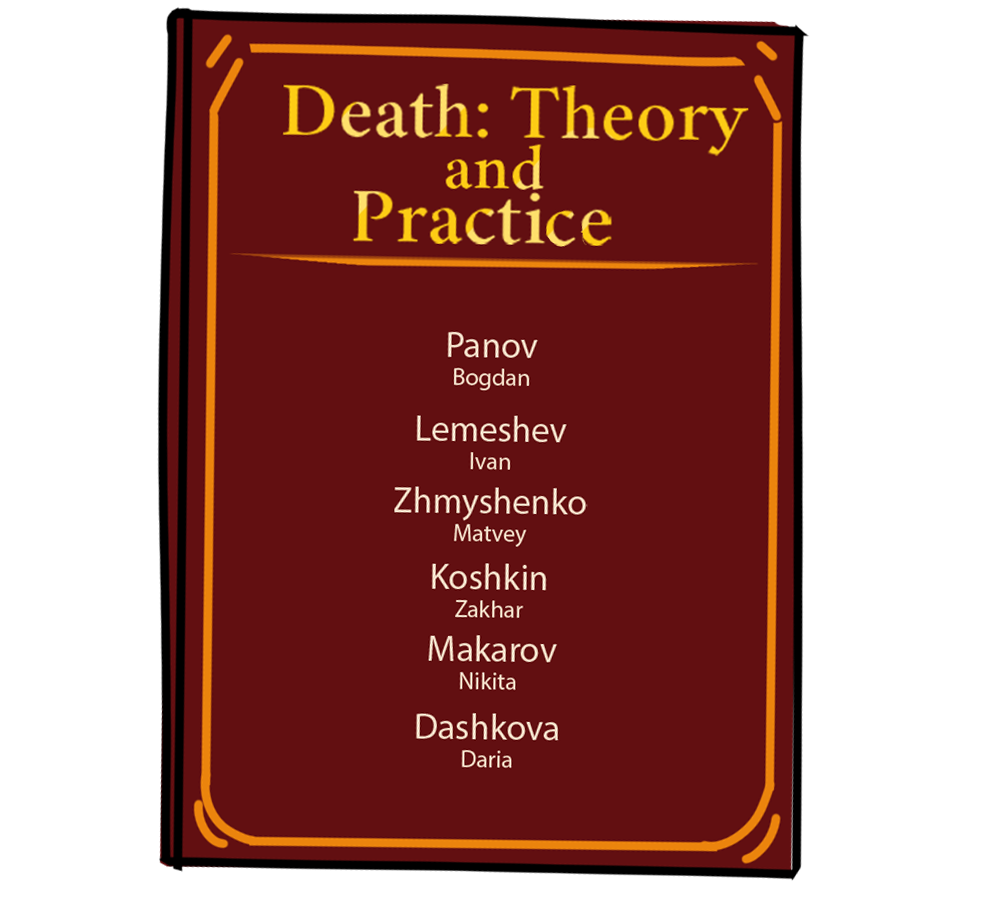 Death: Theory
and
Practice
Panov
Bogdan
Lemeshev
Ivan
Zhmyshenko
Matvey
Koshkin
Zakhar
Makarov
Nikita
Dashkova
Daria